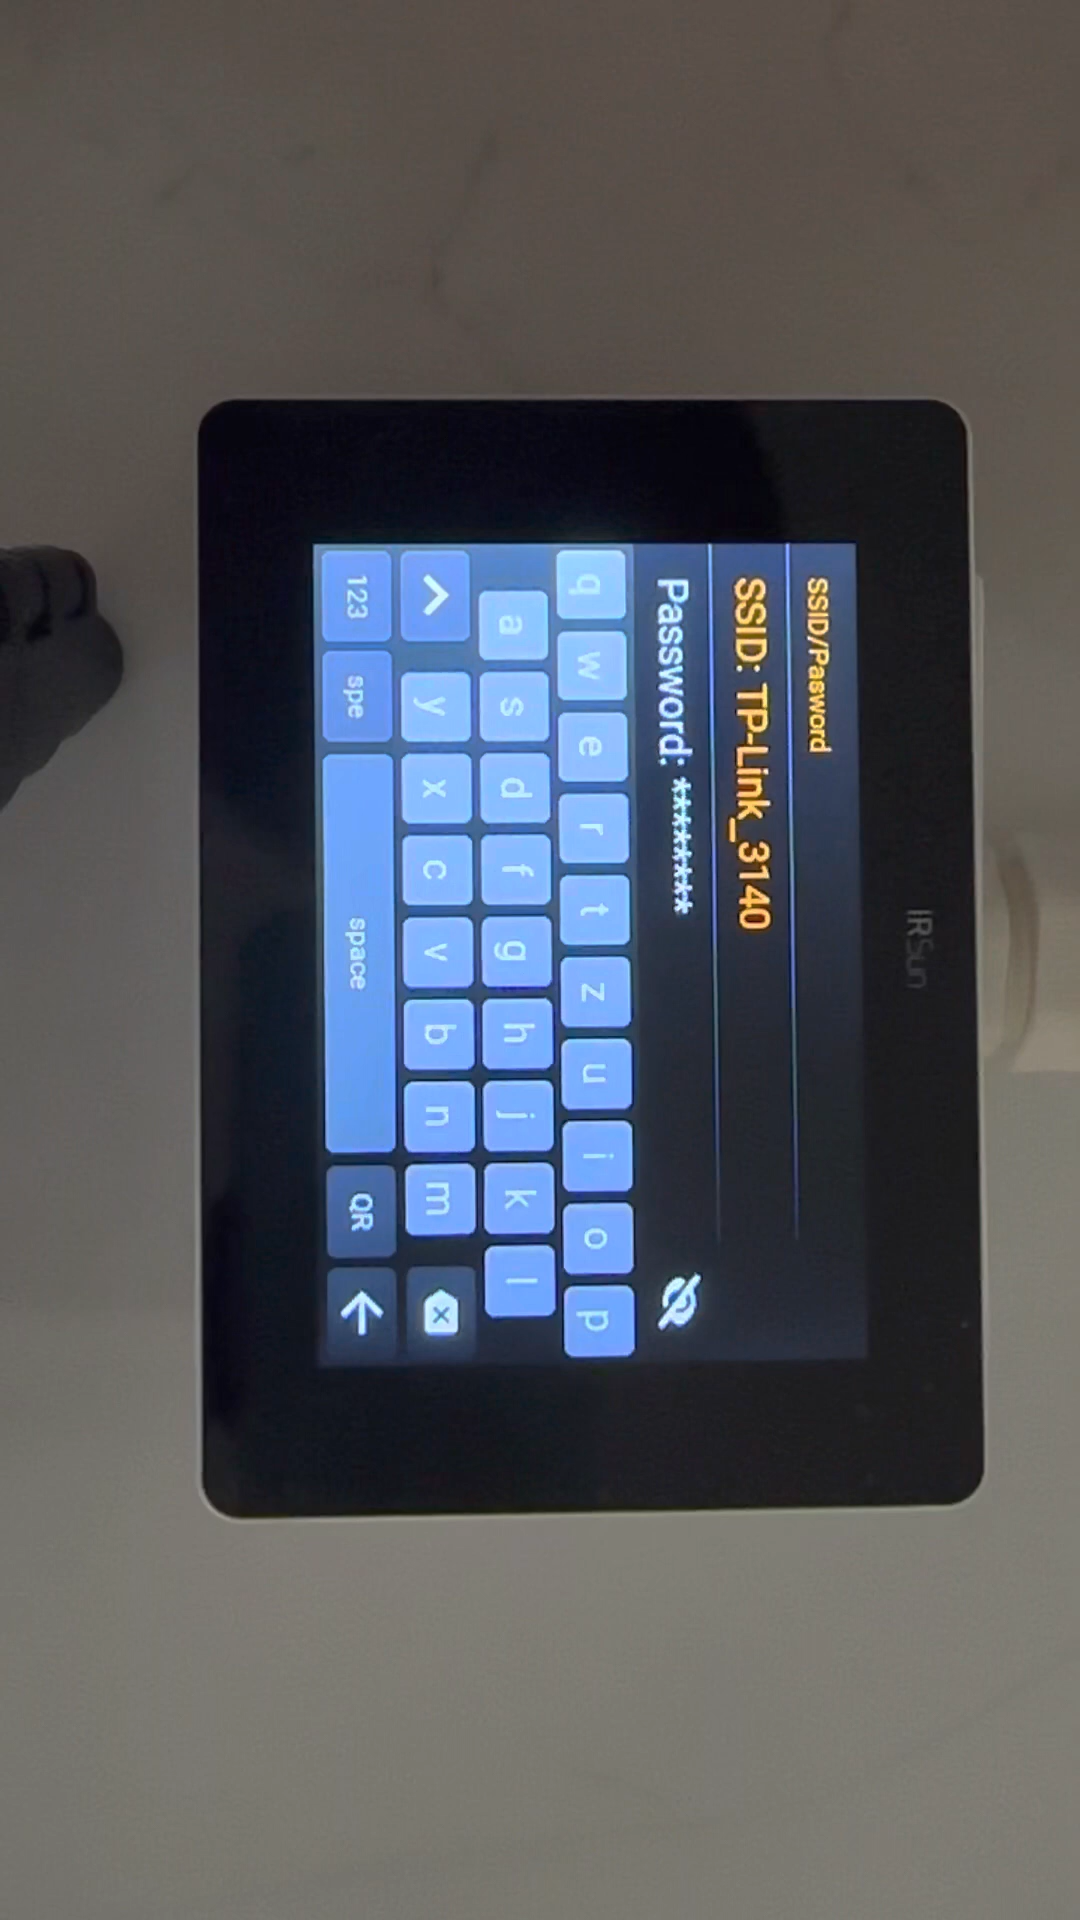 IRSun
SSID/Pasword
SSID: TP-Link_3140
Password: ********
q w e r t z u i o p
a s d f g h j k l
y x c v b n m
123 spe space QR